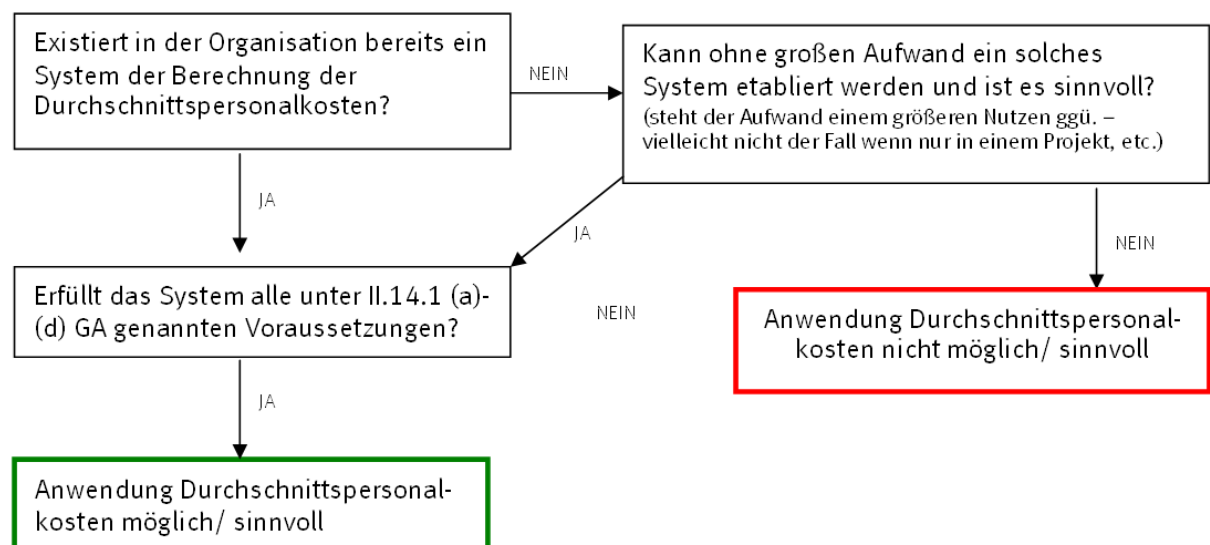 Existiert in der Organisation bereits ein
System der Berechnung der
Durchschnittspersonalkosten?
NEIN
Kann ohne großen Aufwand ein solches
System etabliert werden und ist es sinnvoll?
(steht der Aufwand einem größeren Nutzen ggü. –
vielleicht nicht der Fall wenn nur in einem Projekt, etc.)
JA
JA
NEIN
Erfüllt das System alle unter II.14.1 (a)-
(d) GA genannten Voraussetzungen?
NEIN
Anwendung Durchschnittspersonal-
kosten nicht möglich/ sinnvoll
JA
Anwendung Durchschnittspersonal-
kosten möglich/ sinnvoll